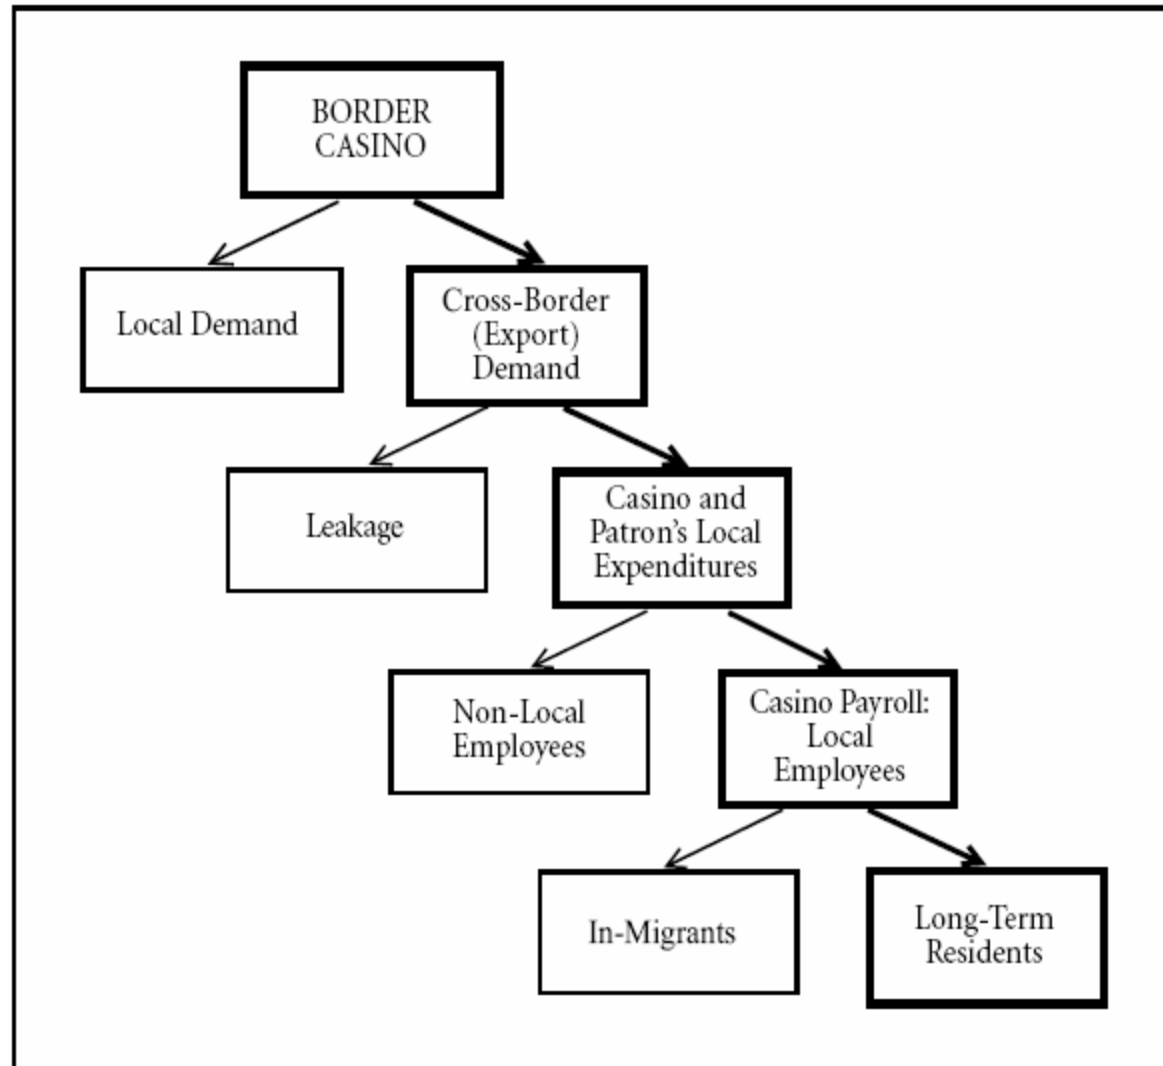 BORDER
CASINO
Local Demand
Cross-Border
(Export)
Demand
Leakage
Casino and
Patron’s Local
Expenditures
Non-Local
Employees
Casino Payroll:
Local
Employees
In-Migrants
Long-Term
Residents